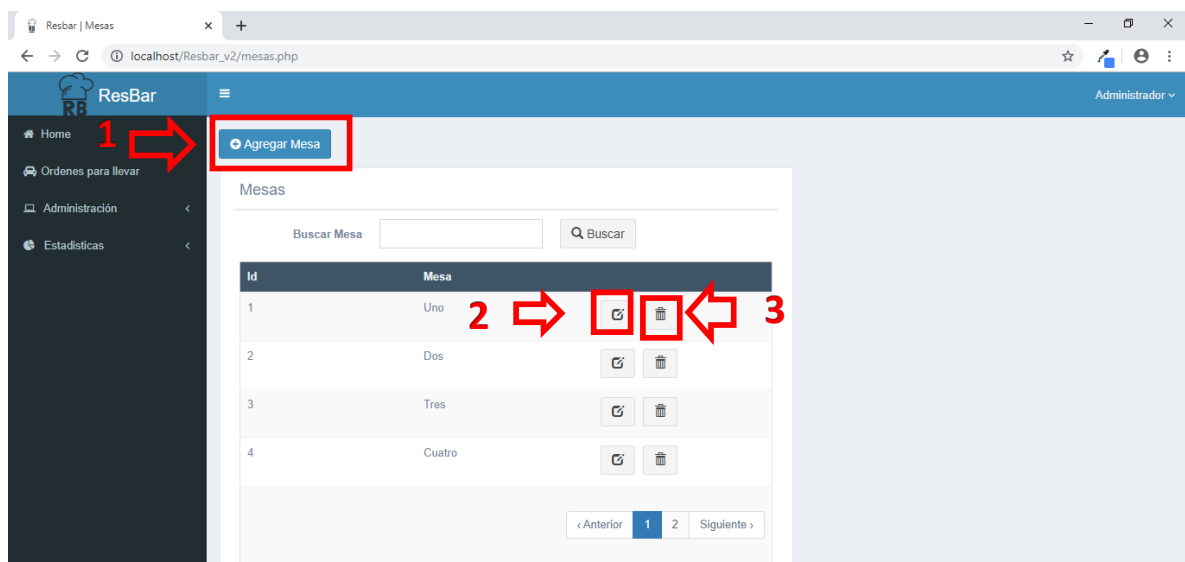 Resbar | Mesas
localhost/Resbar_v2/mesas.php
RB ResBar
Administrador
Home
1
Agregar Mesa
Ordenes para llevar
Mesas
Administración
Buscar Mesa
Buscar
Estadisticas
Id Mesa
1 Uno
2 3
2 Dos
3 Tres
4 Cuatro
‹ Anterior 1 2 Siguiente ›